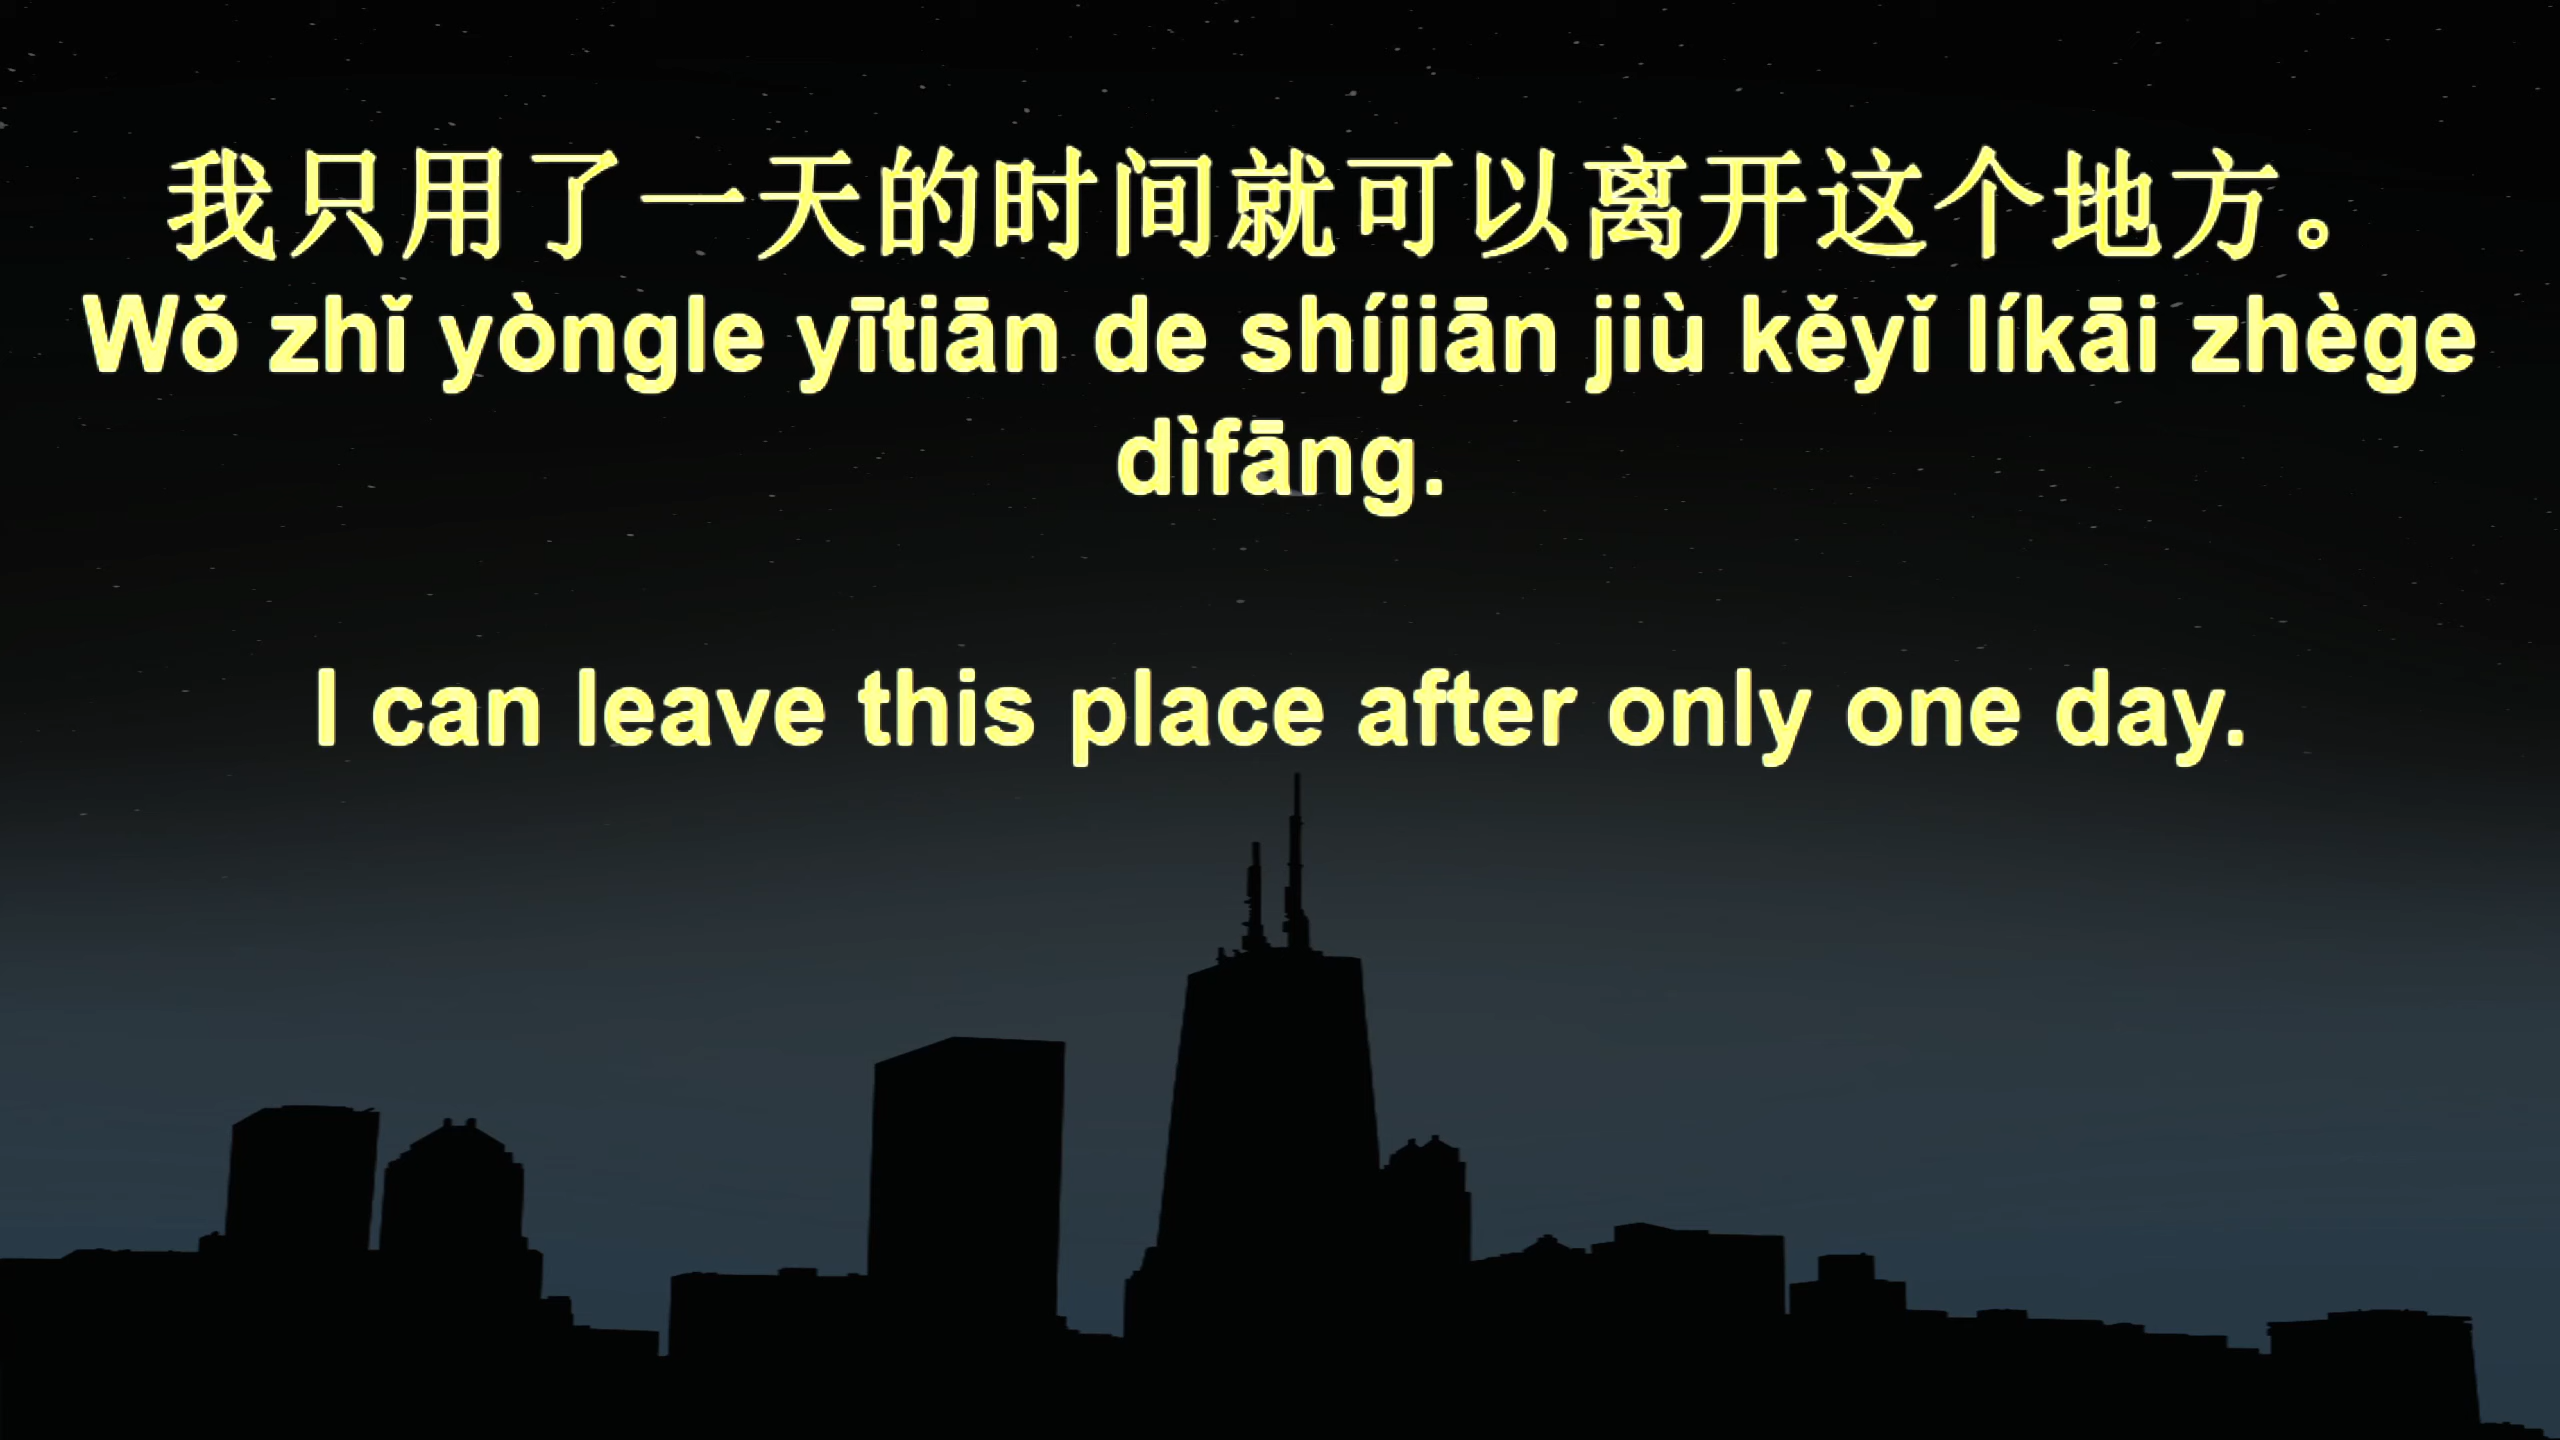 我只用了一天的时间就可以离开这个地方。
Wǒ zhǐ yòngle yītiān de shíjiān jiù kěyǐ líkāi zhège
dìfāng.
I can leave this place after only one day.